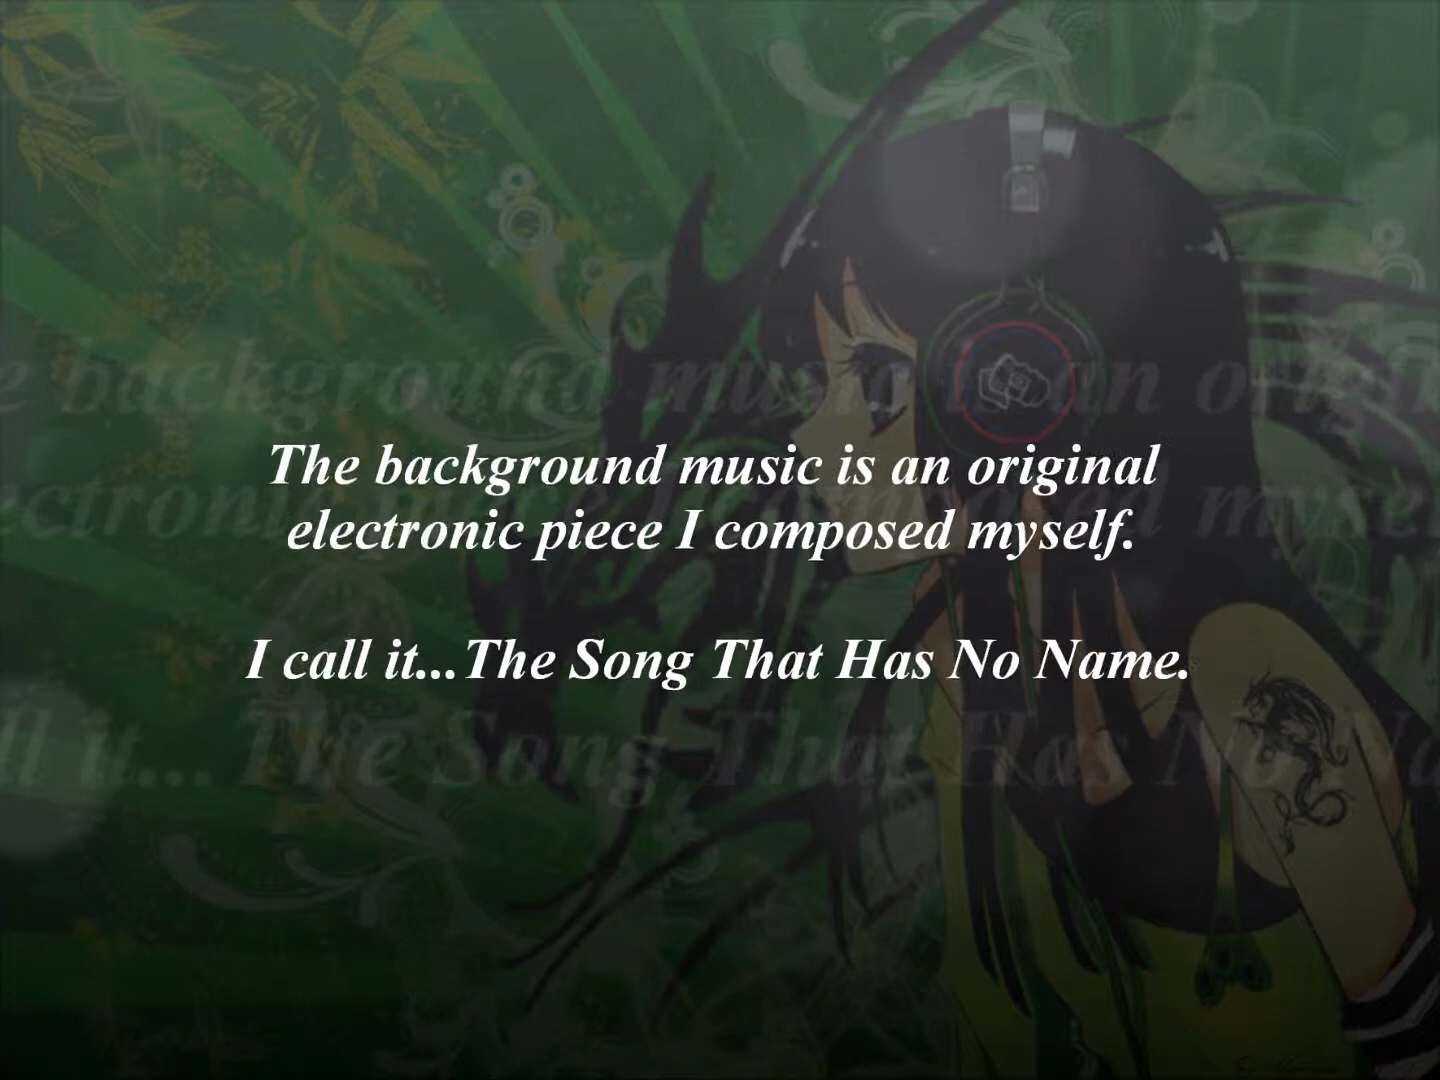 The background music is an original
electronic piece I composed myself.
I call it...The Song That Has No Name.